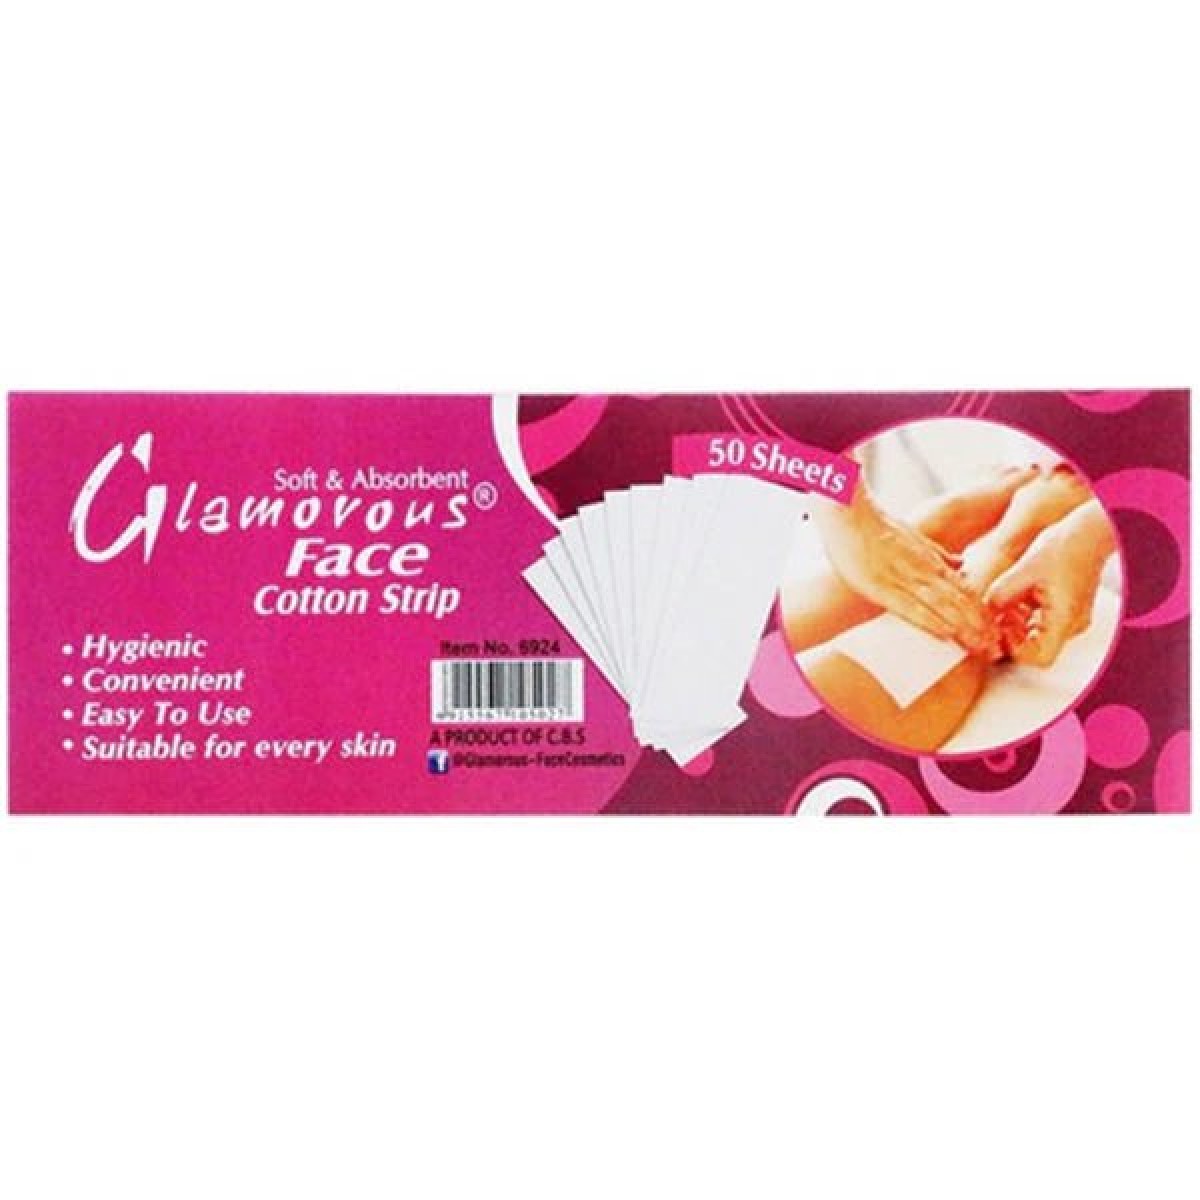 Soft & Absorbent
Glamorous®
Face
Cotton Strip
• Hygienic
• Convenient
• Easy To Use
• Suitable for every skin
Item No. 6924
A PRODUCT OF C.B.S
@Glamorous-FaceCosmetics
50 Sheets